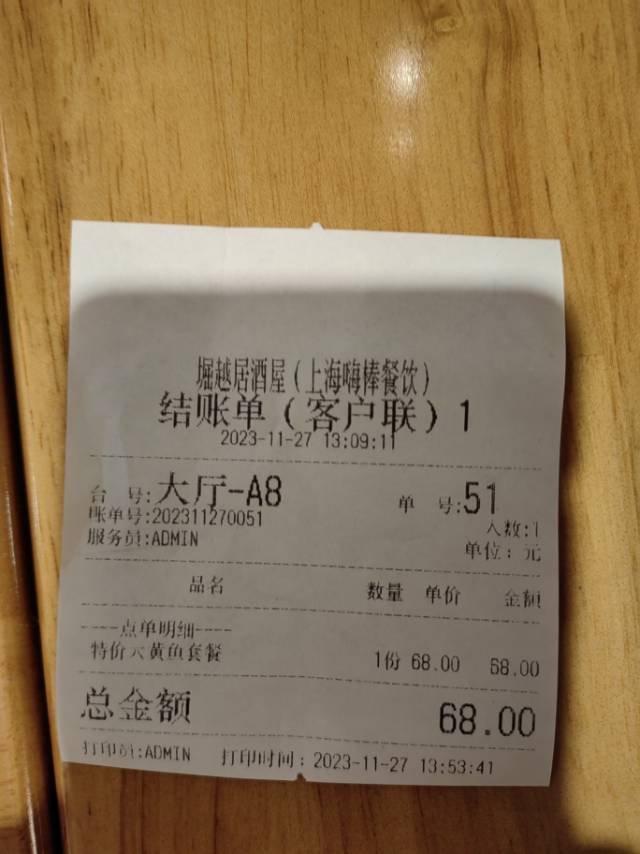 堀越居酒屋(上海嗨棒餐饮)
结账单(客户联)1
2023-11-27 13:09:11
台 号:大厅-A8 单 号:51
账单号:202311270051 人数:1
服务员:ADMIN 单位:元
品名 数量 单价 金额
----点单明细----
特价大黄鱼套餐 1份 68.00 68.00
总金额 68.00
打印员:ADMIN 打印时间:2023-11-27 13:53:41